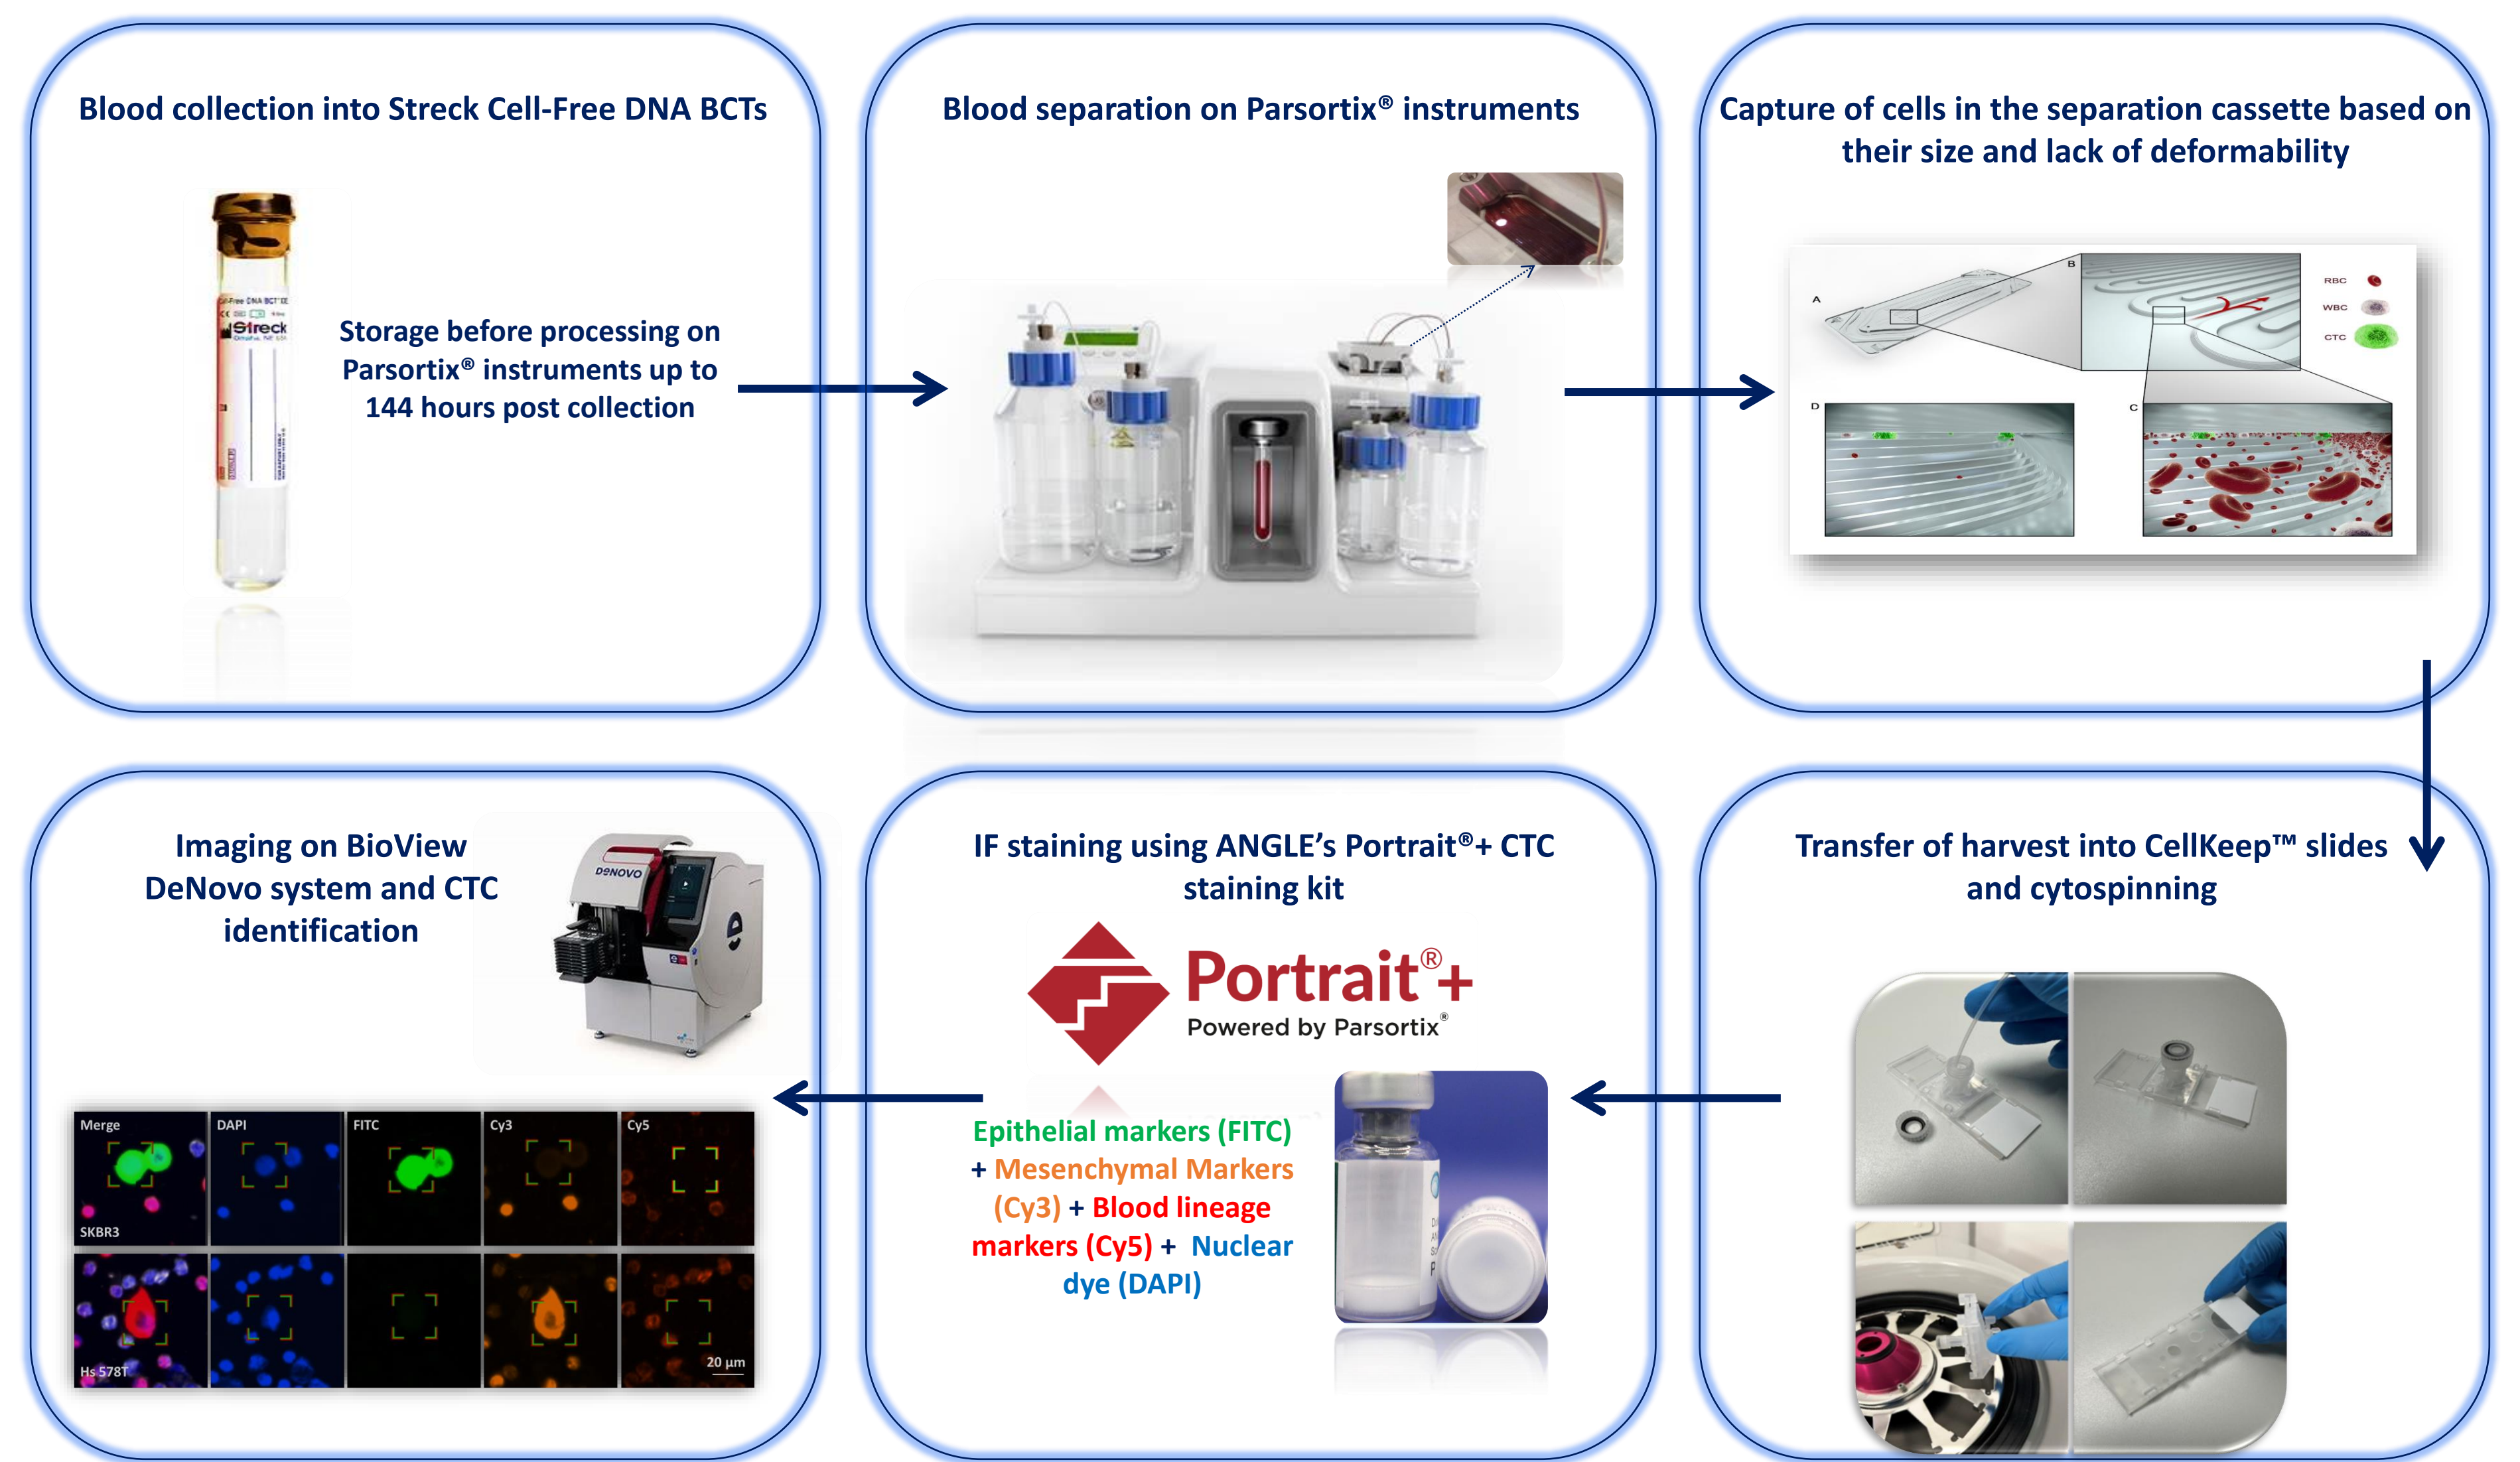 Blood collection into Streck Cell-Free DNA BCTs
Streck
Storage before processing on
Parsortix® instruments up to
144 hours post collection
Blood separation on Parsortix® instruments
Capture of cells in the separation cassette based on
their size and lack of deformability
A
B
RBC
WBC
CTC
D
C
Transfer of harvest into CellKeep™ slides
and cytospinning
IF staining using ANGLE’s Portrait®+ CTC
staining kit
Portrait®+
Powered by Parsortix®
Epithelial markers (FITC)
+ Mesenchymal Markers
(Cy3) + Blood lineage
markers (Cy5) + Nuclear
dye (DAPI)
Imaging on BioView
DeNovo system and CTC
identification
DeNOVO
Merge
DAPI
FITC
Cy3
Cy5
SKBR3
Hs 578T
20 µm